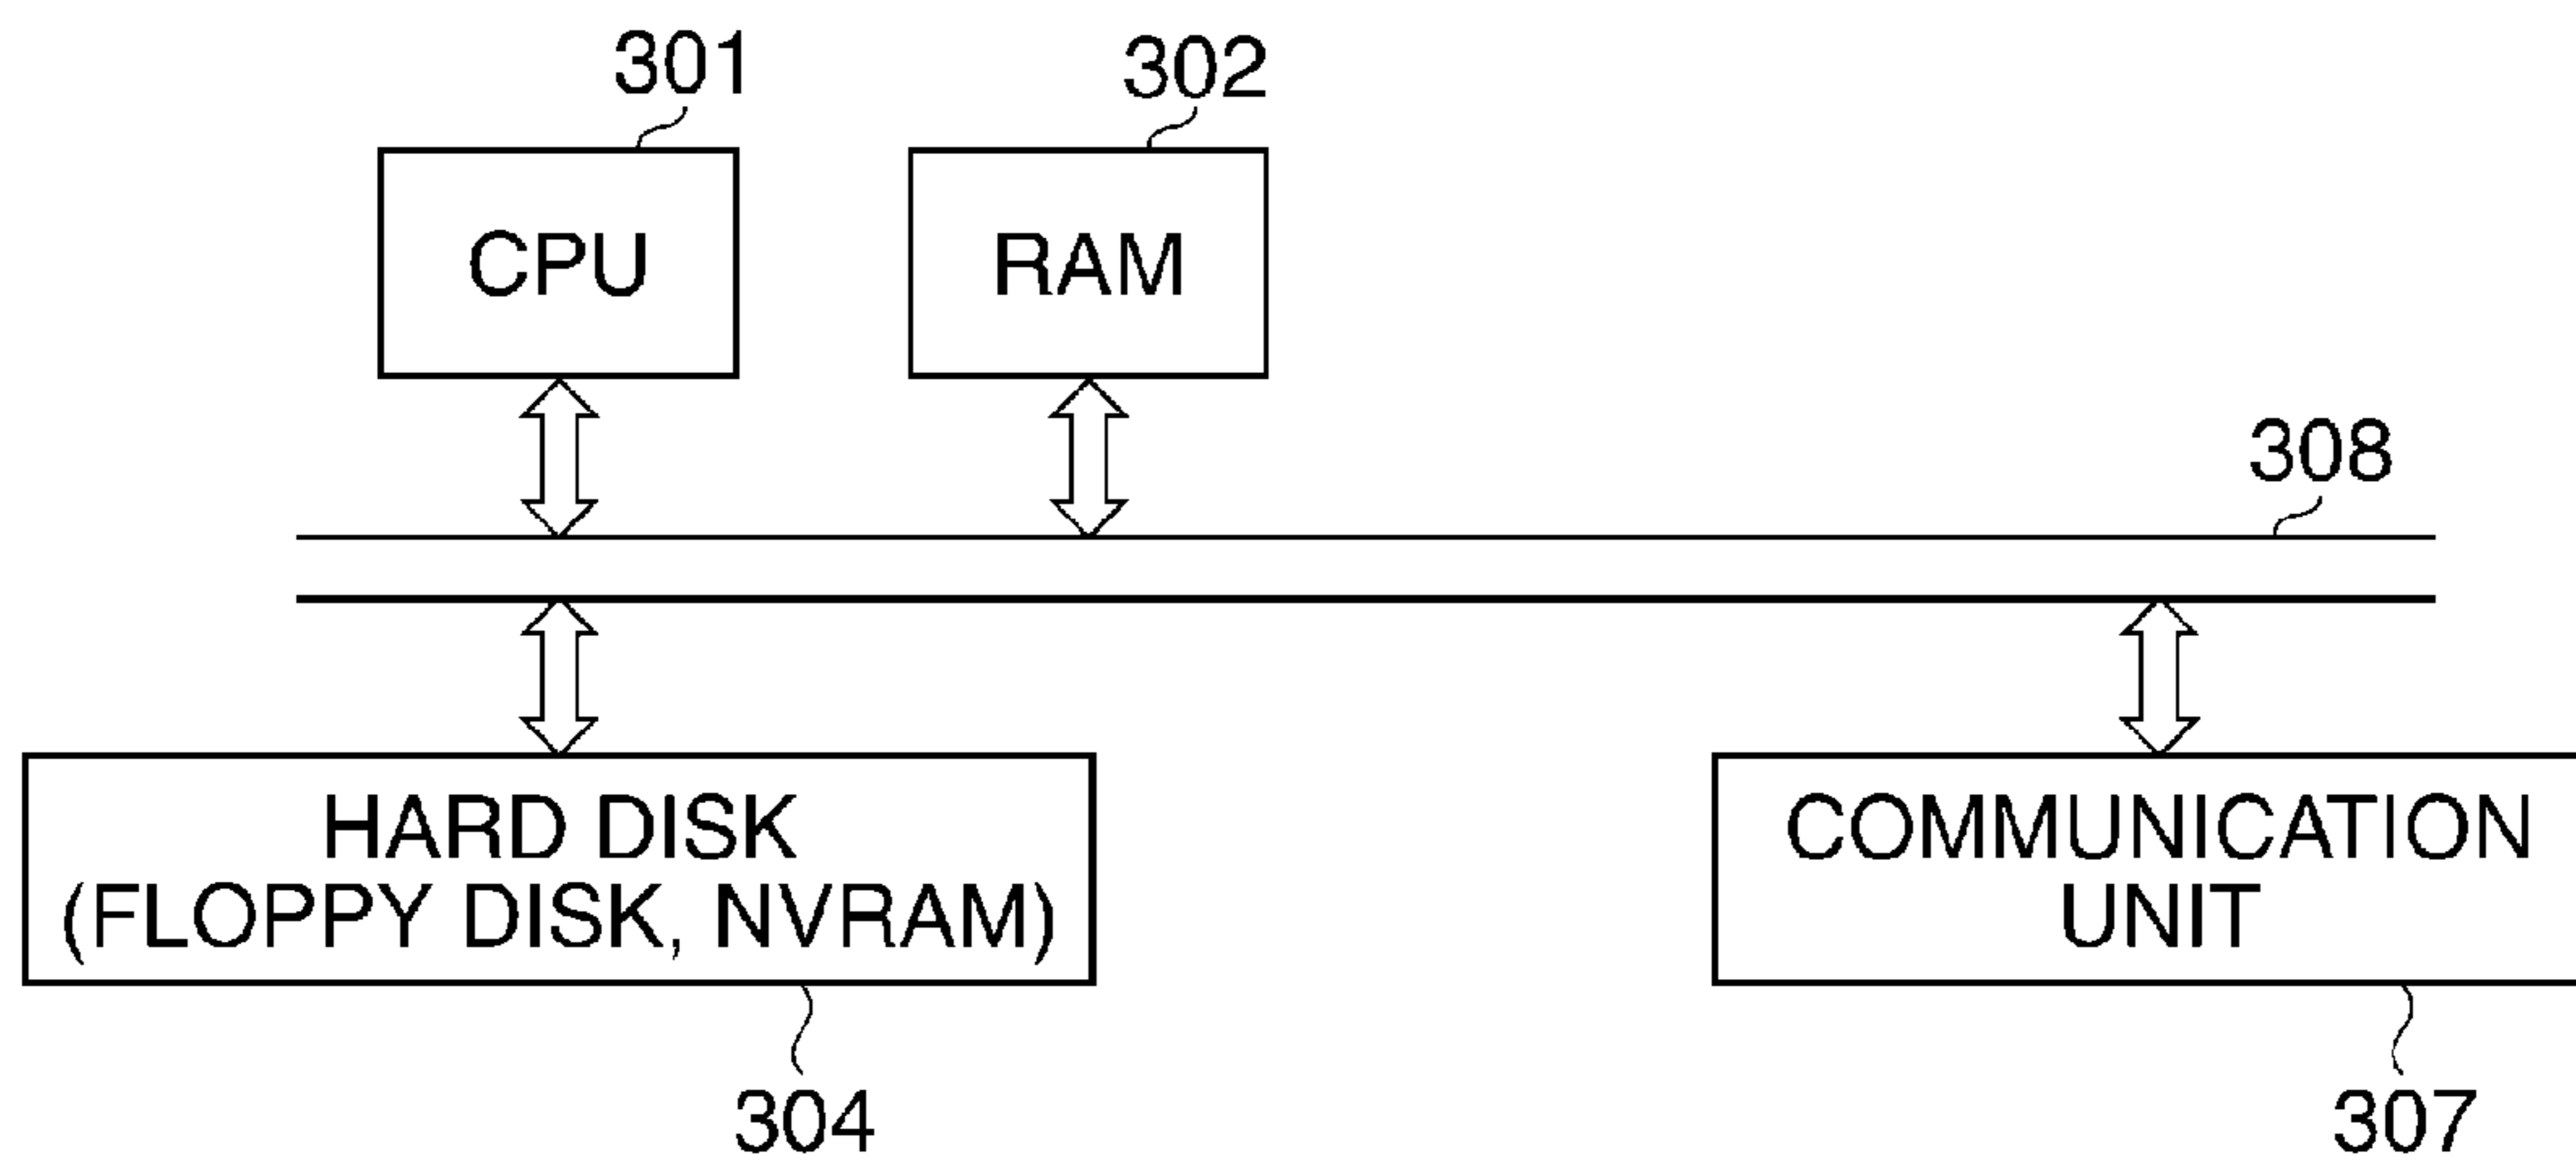 301
302
CPU
RAM
308
HARD DISK
(FLOPPY DISK, NVRAM)
COMMUNICATION
UNIT
304
307